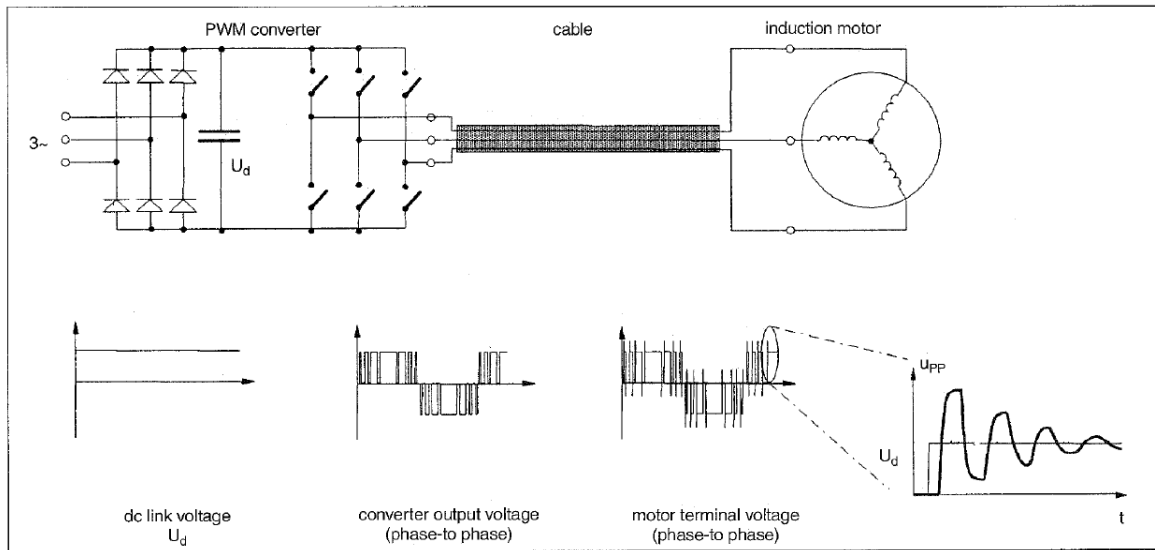 PWM converter
cable
induction motor
3~
U_d
u_PP
U_d
t
dc link voltage
U_d
converter output voltage
(phase-to phase)
motor terminal voltage
(phase-to phase)